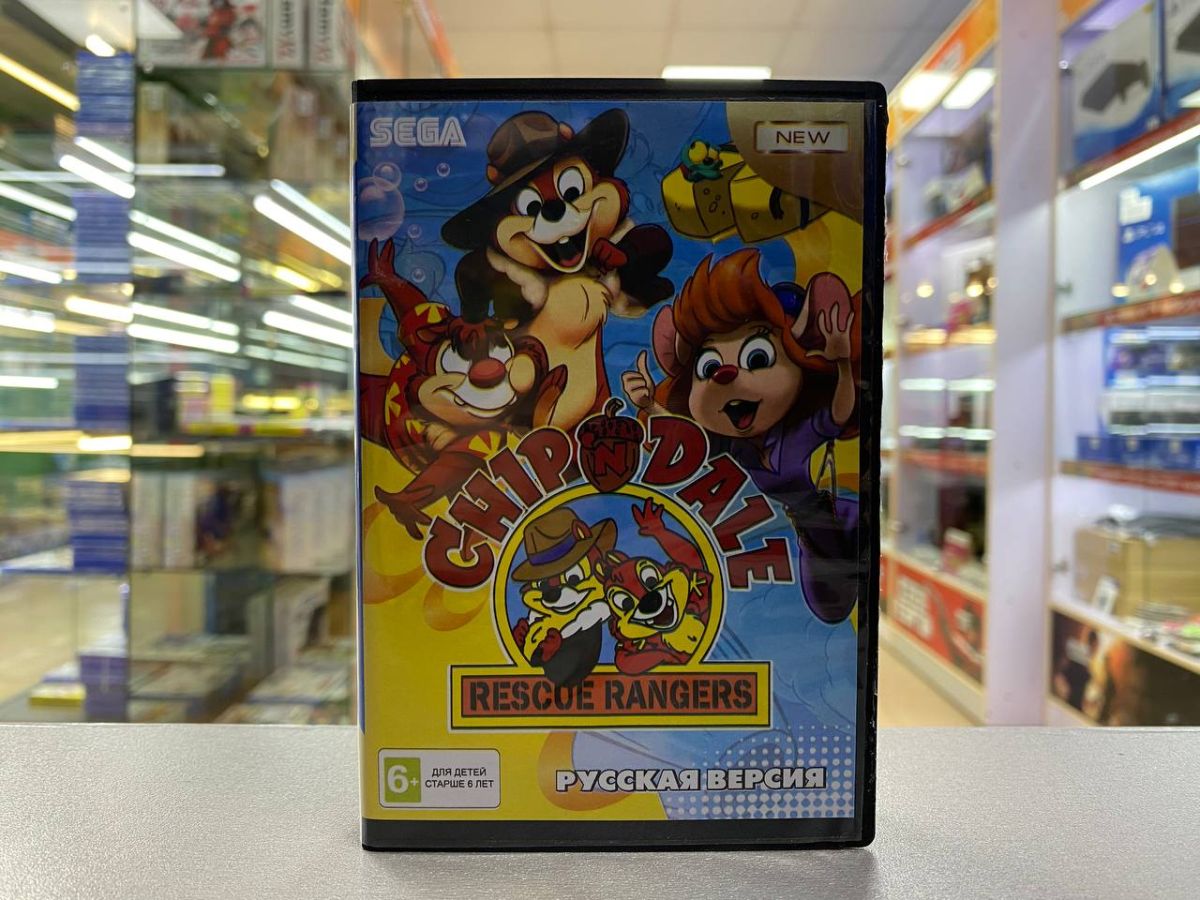 SEGA
NEW
CHIP 'N DALE
RESCUE RANGERS
6+
ДЛЯ ДЕТЕЙ
СТАРШЕ 6 ЛЕТ
РУССКАЯ ВЕРСИЯ